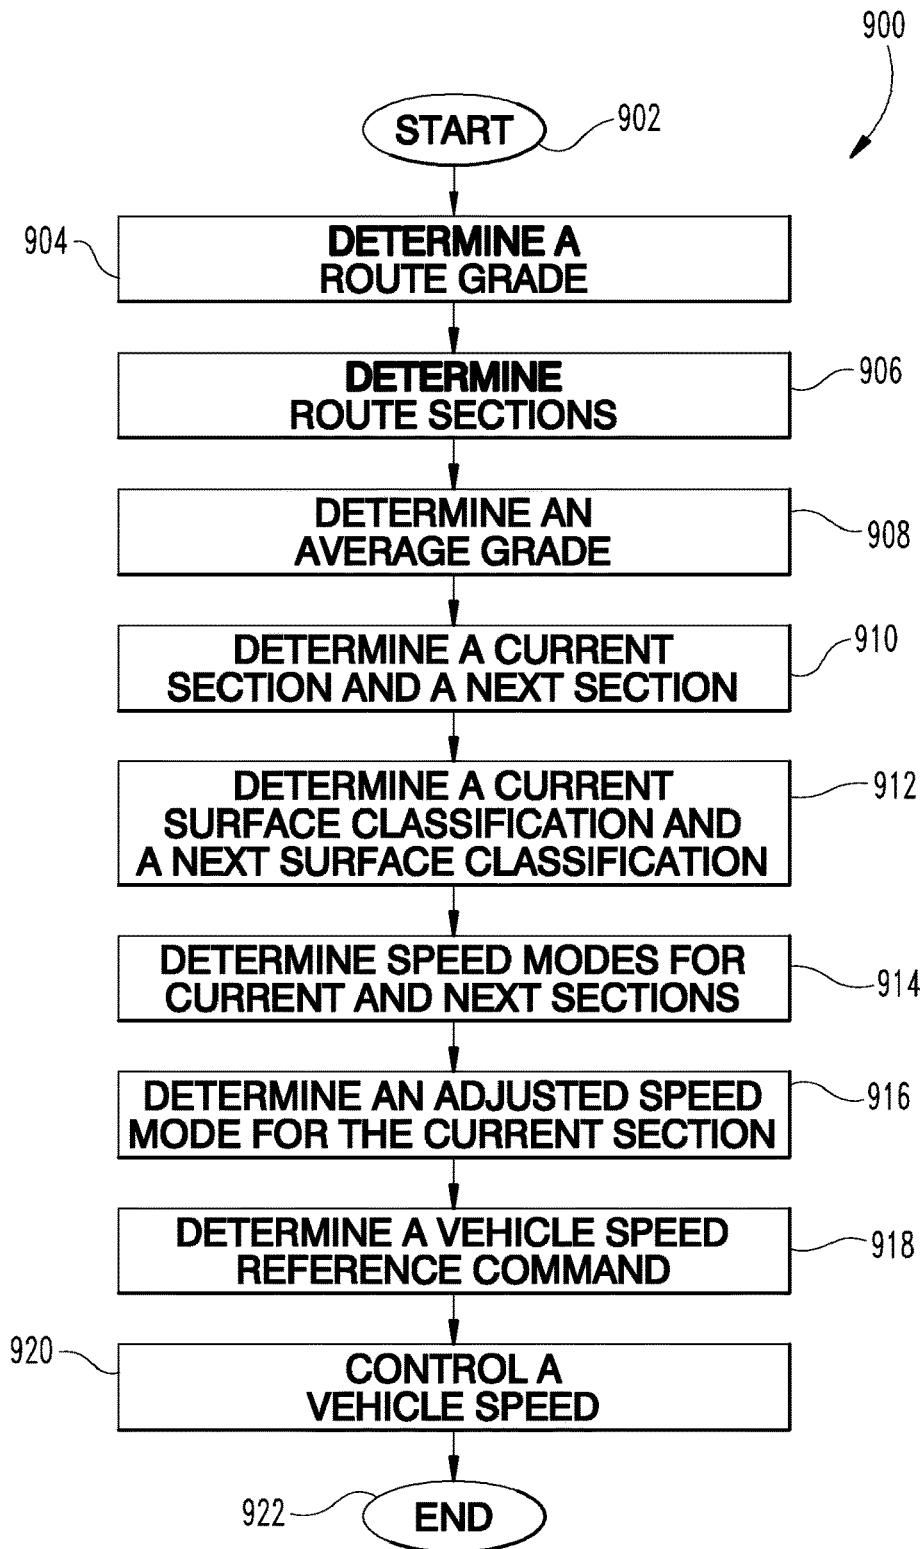 900
START
902
904
DETERMINE A
ROUTE GRADE
DETERMINE
ROUTE SECTIONS
906
DETERMINE AN
AVERAGE GRADE
908
DETERMINE A CURRENT
SECTION AND A NEXT SECTION
910
DETERMINE A CURRENT
SURFACE CLASSIFICATION AND
A NEXT SURFACE CLASSIFICATION
912
DETERMINE SPEED MODES FOR
CURRENT AND NEXT SECTIONS
914
DETERMINE AN ADJUSTED SPEED
MODE FOR THE CURRENT SECTION
916
DETERMINE A VEHICLE SPEED
REFERENCE COMMAND
918
920
CONTROL A
VEHICLE SPEED
922
END